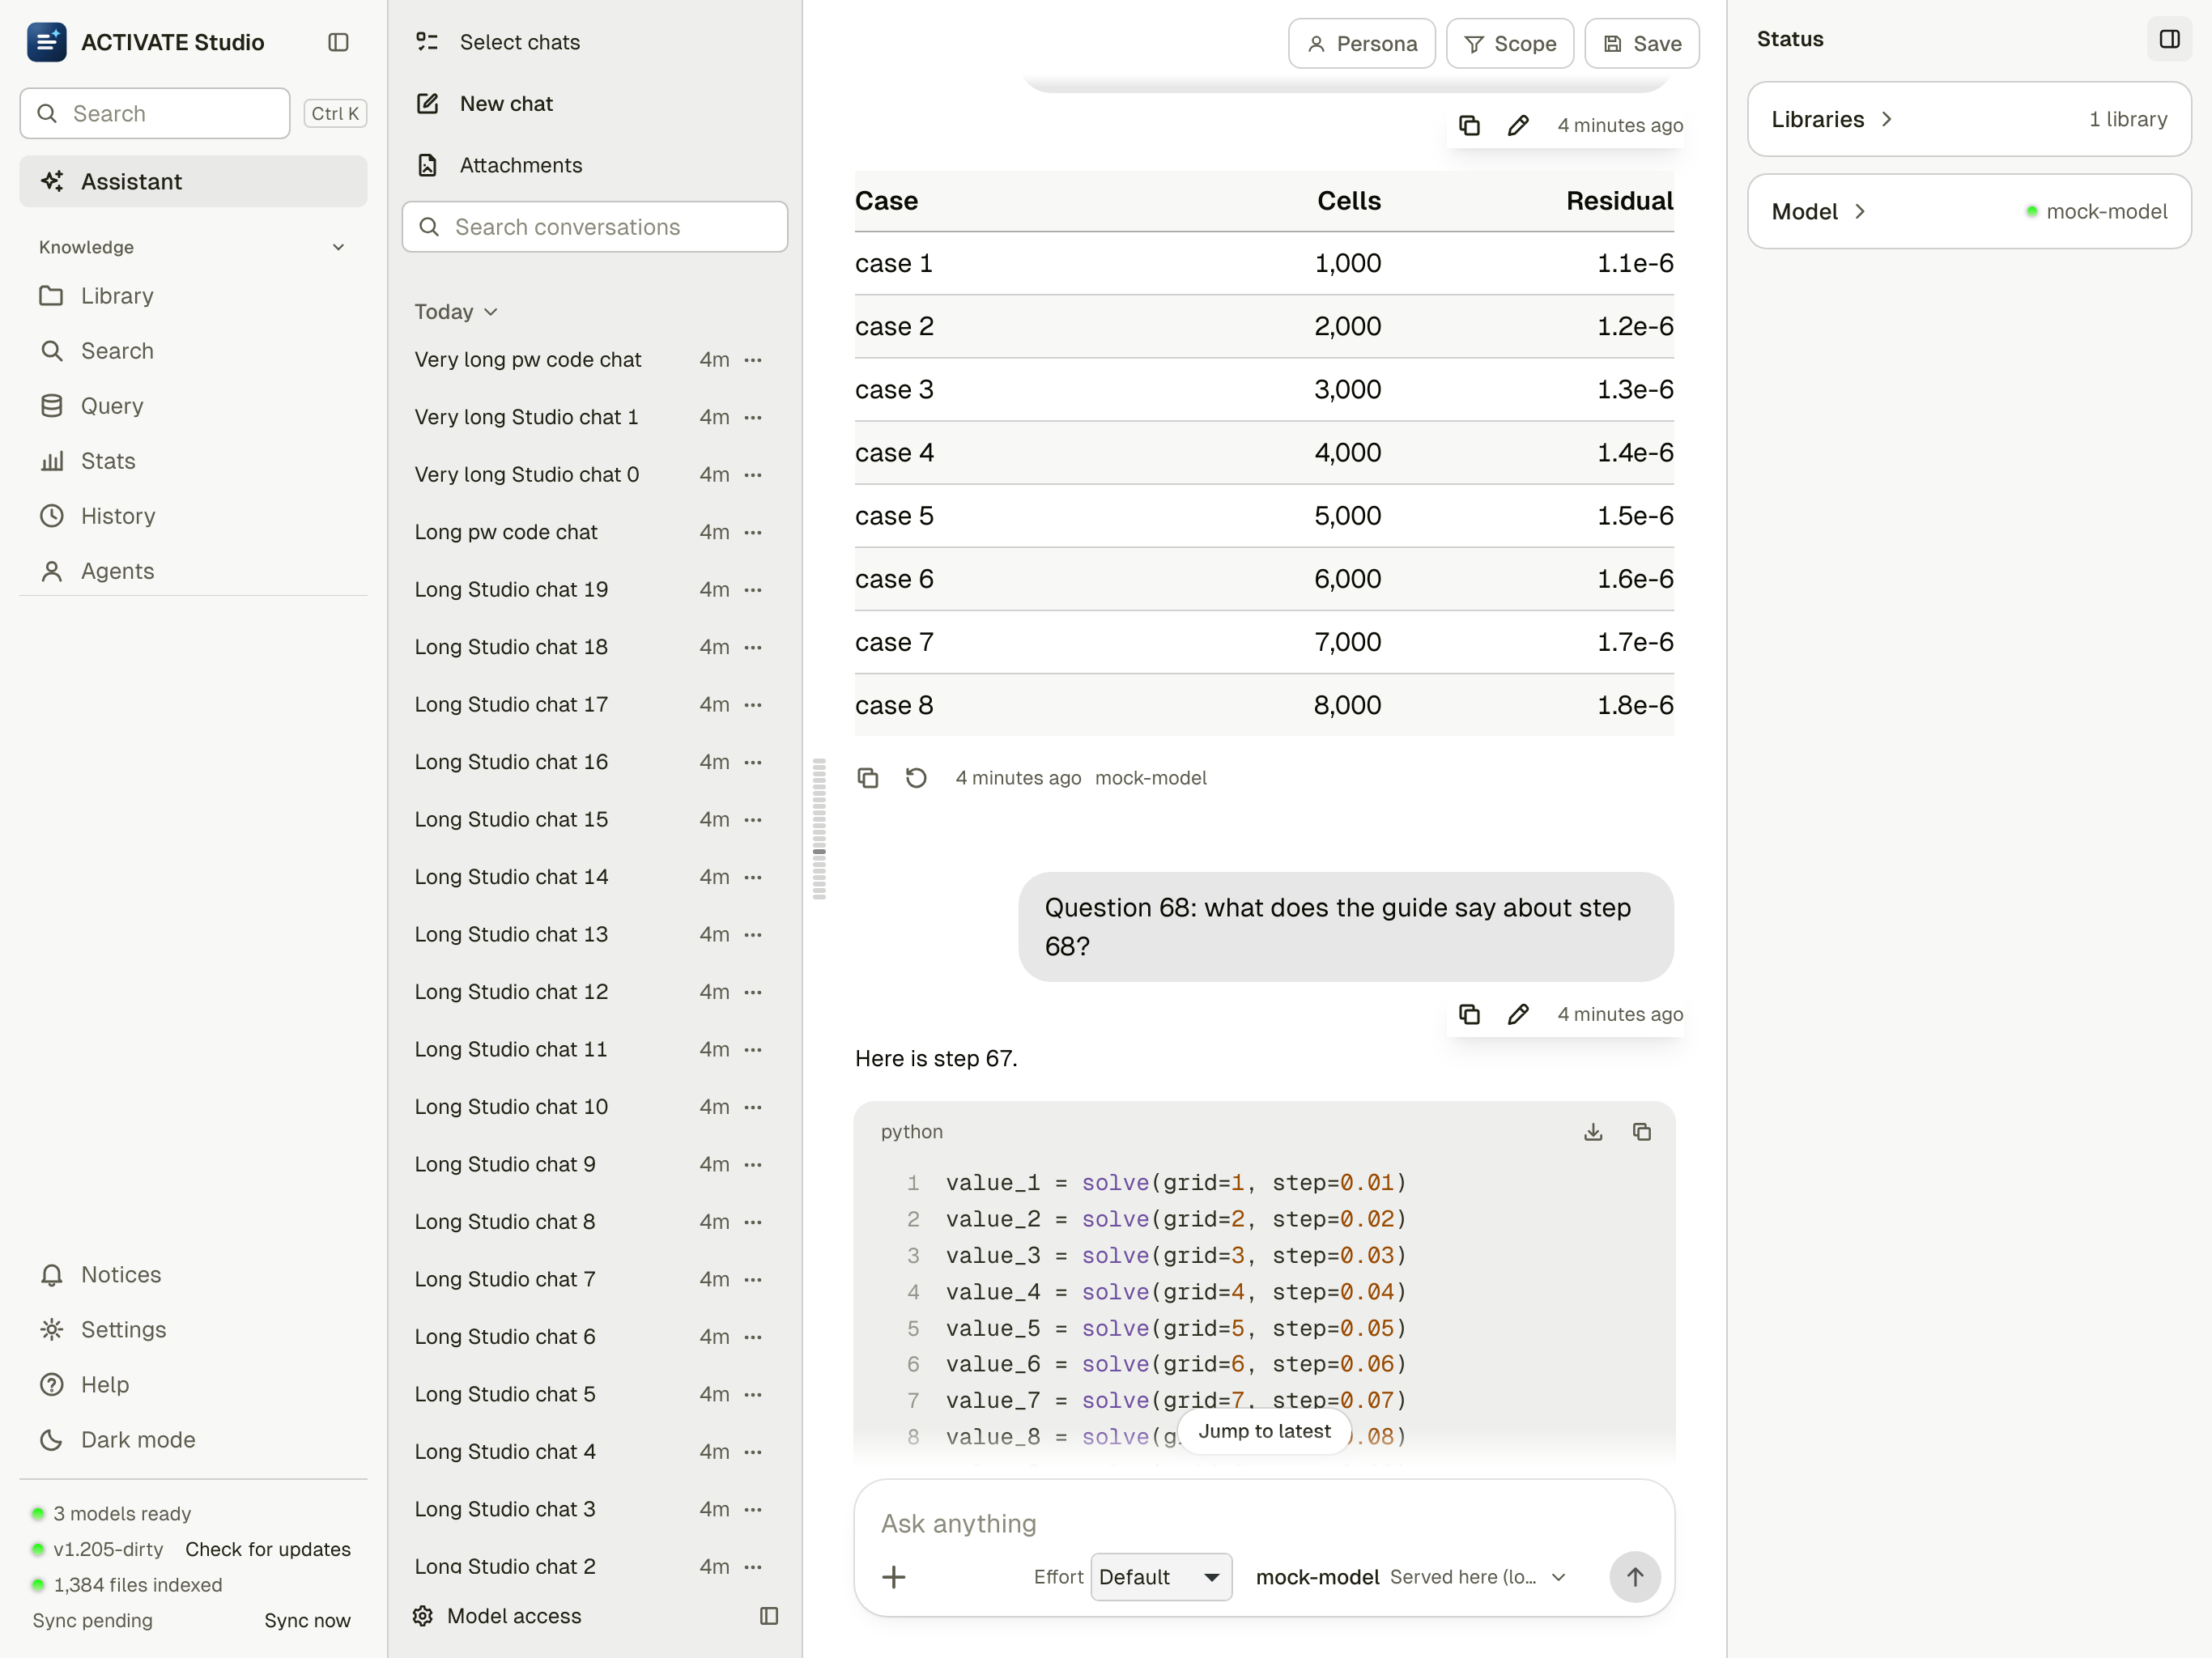 ACTIVATE Studio
Search
Ctrl K
Assistant
Knowledge
Library
Search
Query
Stats
History
Agents
Notices
Settings
Help
Dark mode
3 models ready
v1.205-dirty Check for updates
1,384 files indexed
Sync pending Sync now
Select chats
New chat
Attachments
Search conversations
Today
Very long pw code chat 4m
Very long Studio chat 1 4m
Very long Studio chat 0 4m
Long pw code chat 4m
Long Studio chat 19 4m
Long Studio chat 18 4m
Long Studio chat 17 4m
Long Studio chat 16 4m
Long Studio chat 15 4m
Long Studio chat 14 4m
Long Studio chat 13 4m
Long Studio chat 12 4m
Long Studio chat 11 4m
Long Studio chat 10 4m
Long Studio chat 9 4m
Long Studio chat 8 4m
Long Studio chat 7 4m
Long Studio chat 6 4m
Long Studio chat 5 4m
Long Studio chat 4 4m
Long Studio chat 3 4m
Long Studio chat 2 4m
Model access
Persona Scope Save
4 minutes ago
Case Cells Residual
case 1 1,000 1.1e-6
case 2 2,000 1.2e-6
case 3 3,000 1.3e-6
case 4 4,000 1.4e-6
case 5 5,000 1.5e-6
case 6 6,000 1.6e-6
case 7 7,000 1.7e-6
case 8 8,000 1.8e-6
4 minutes ago mock-model
Question 68: what does the guide say about step
68?
4 minutes ago
Here is step 67.
python
1 value_1 = solve(grid=1, step=0.01)
2 value_2 = solve(grid=2, step=0.02)
3 value_3 = solve(grid=3, step=0.03)
4 value_4 = solve(grid=4, step=0.04)
5 value_5 = solve(grid=5, step=0.05)
6 value_6 = solve(grid=6, step=0.06)
7 value_7 = solve(grid=7, step=0.07)
8 value_8 = solve(g .08)
Jump to latest
Ask anything
Effort Default mock-model Served here (lo...
Status
Libraries 1 library
Model mock-model